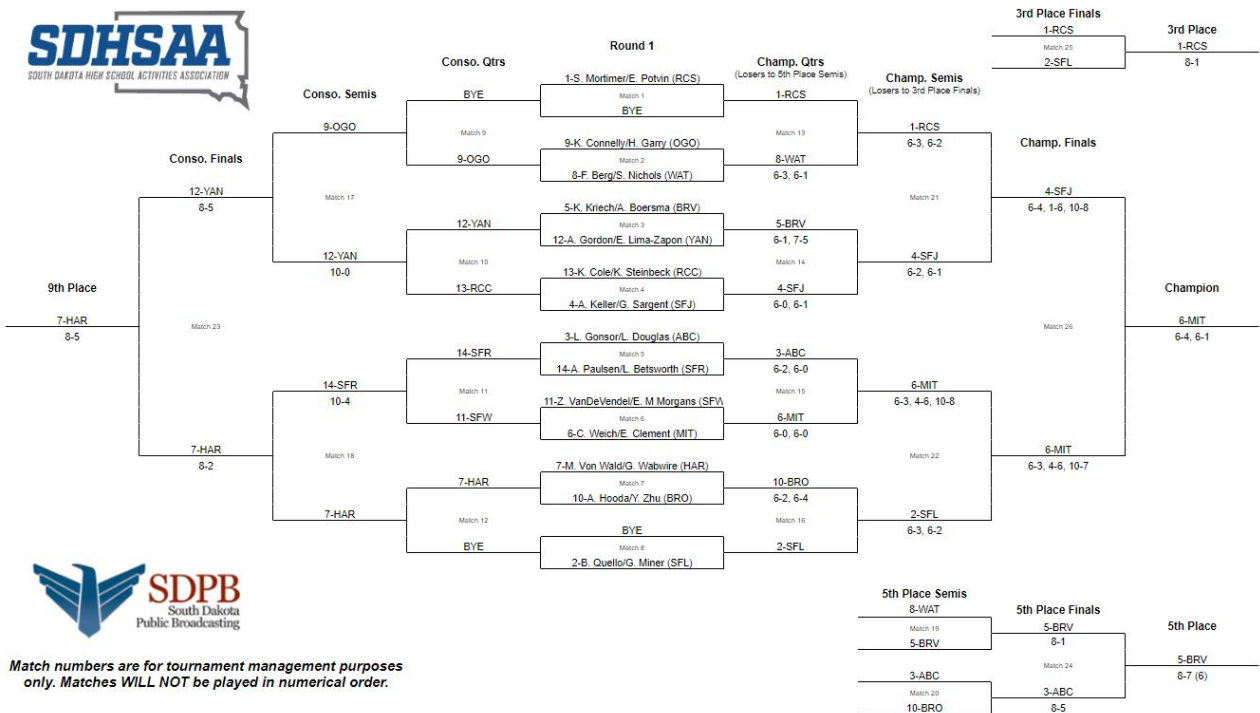 SDHSAA
SOUTH DAKOTA HIGH SCHOOL ACTIVITIES ASSOCIATION
9th Place
7-HAR
8-5
Conso. Finals
12-YAN
8-5
Match 23
7-HAR
8-2
Conso. Semis
9-OGO
Match 17
12-YAN
10-0
14-SFR
10-4
Match 18
7-HAR
Conso. Qtrs
BYE
Match 9
9-OGO
12-YAN
Match 10
13-RCC
14-SFR
Match 11
11-SFW
7-HAR
Match 12
BYE
Round 1
1-S. Mortimer/E. Potvin (RCS)
Match 1
BYE
9-K. Connelly/H. Garry (OGO)
Match 2
8-F. Berg/S. Nichols (WAT)
5-K. Kriech/A. Boersma (BRV)
Match 3
12-A. Gordon/E. Lima-Zapon (YAN)
13-K. Cole/K. Steinbeck (RCC)
Match 4
4-A. Keller/G. Sargent (SFJ)
3-L. Gonsor/L. Douglas (ABC)
Match 5
14-A. Paulsen/L. Betsworth (SFR)
11-Z. VanDeVendel/E. M Morgans (SFW
Match 6
6-C. Weich/E. Clement (MIT)
7-M. Von Wald/G. Wabwire (HAR)
Match 7
10-A. Hooda/Y. Zhu (BRO)
BYE
Match 8
2-B. Quello/G. Miner (SFL)
Champ. Qtrs
(Losers to 5th Place Semis)
1-RCS
Match 13
8-WAT
6-3, 6-1
5-BRV
6-1, 7-5
Match 14
4-SFJ
6-0, 6-1
3-ABC
6-2, 6-0
Match 15
6-MIT
6-0, 6-0
10-BRO
6-2, 6-4
Match 16
2-SFL
Champ. Semis
(Losers to 3rd Place Finals)
1-RCS
6-3, 6-2
Match 21
4-SFJ
6-2, 6-1
6-MIT
6-3, 4-6, 10-8
Match 22
2-SFL
6-3, 6-2
Champ. Finals
4-SFJ
6-4, 1-6, 10-8
Match 26
6-MIT
6-3, 4-6, 10-7
Champion
6-MIT
6-4, 6-1
3rd Place Finals
1-RCS
Match 25
2-SFL
3rd Place
1-RCS
8-1
5th Place Semis
8-WAT
Match 19
5-BRV
3-ABC
Match 20
10-BRO
5th Place Finals
5-BRV
8-1
Match 24
3-ABC
8-5
5th Place
5-BRV
8-7 (6)
SDPB
South Dakota
Public Broadcasting
Match numbers are for tournament management purposes
only. Matches WILL NOT be played in numerical order.